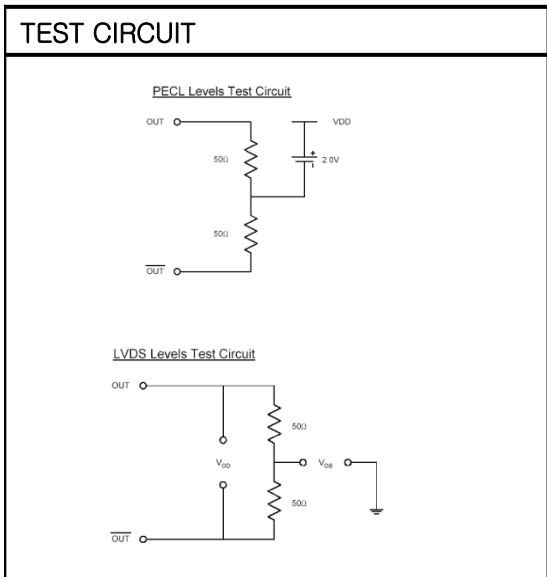 TEST CIRCUIT
PECL Levels Test Circuit
OUT
VDD
50Ω
+
2.0V
50Ω
OUT
LVDS Levels Test Circuit
OUT
50Ω
VOD
VOS
50Ω
OUT